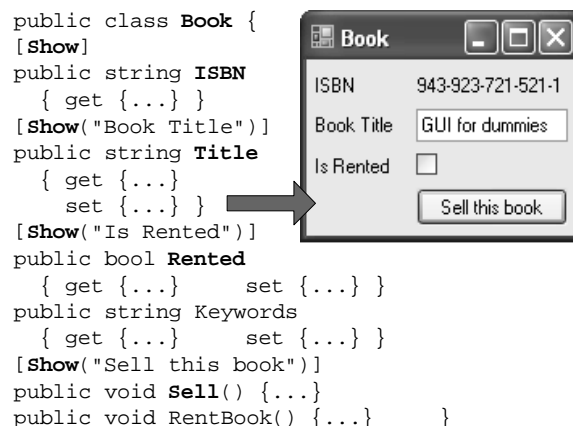 public class Book {
[Show]
public string ISBN
{ get {...} }
[Show("Book Title")]
public string Title
{ get {...}
set {...} }
[Show("Is Rented")]
public bool Rented
{ get {...} set {...} }
public string Keywords
{ get {...} set {...} }
[Show("Sell this book")]
public void Sell() {...}
public void RentBook() {...} }
Book
ISBN 943-923-721-521-1
Book Title GUI for dummies
Is Rented
Sell this book